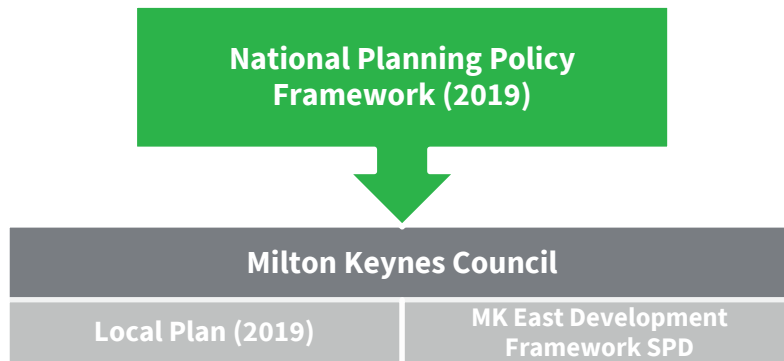 National Planning Policy
Framework (2019)
Milton Keynes Council
Local Plan (2019)
MK East Development
Framework SPD